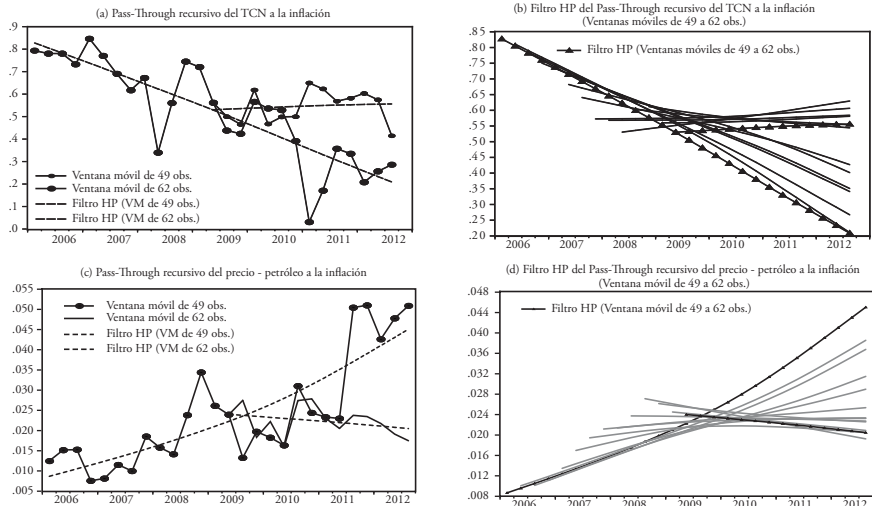 (a) Pass-Through recursivo del TCN a la inflación
.9
.8
.7
.6
.5
.4
.3
.2
.1
.0
Ventana móvil de 49 obs.
Ventana móvil de 62 obs.
Filtro HP (VM de 49 obs.)
Filtro HP (VM de 62 obs.)
2006 2007 2008 2009 2010 2011 2012
(b) Filtro HP del Pass-Through recursivo del TCN a la inflación
(Ventanas móviles de 49 a 62 obs.)
.85
.80
.75
.70
.65
.60
.55
.50
.45
.40
.35
.30
.25
.20
Filtro HP (Ventanas móviles de 49 a 62 obs.)
2006 2007 2008 2009 2010 2011 2012
(c) Pass-Through recursivo del precio - petróleo a la inflación
.055
.050
.045
.040
.035
.030
.025
.020
.015
.010
.005
Ventana móvil de 49 obs.
Ventana móvil de 62 obs.
Filtro HP (VM de 49 obs.)
Filtro HP (VM de 62 obs.)
2006 2007 2008 2009 2010 2011 2012
(d) Filtro HP del Pass-Through recursivo del precio - petróleo a la inflación
(Ventana móvil de 49 a 62 obs.)
.048
.044
.040
.036
.032
.028
.024
.020
.016
.012
.008
Filtro HP (Ventana móvil de 49 a 62 obs.)
2006 2007 2008 2009 2010 2011 2012